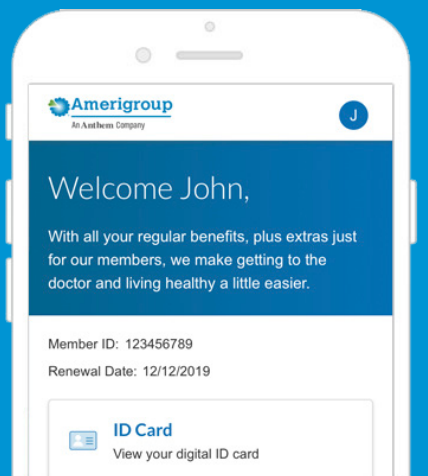 Amerigroup
An Anthem Company
J
Welcome John,
With all your regular benefits, plus extras just
for our members, we make getting to the
doctor and living healthy a little easier.
Member ID: 123456789
Renewal Date: 12/12/2019
ID Card
View your digital ID card